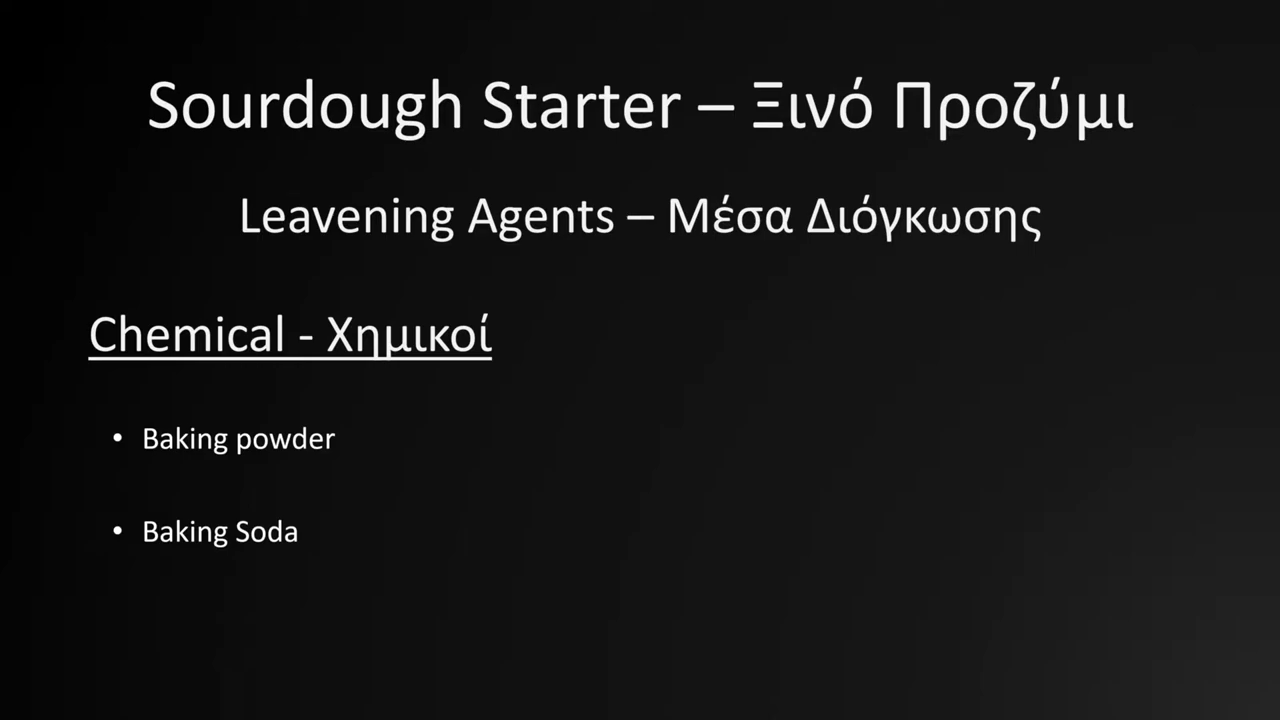 Sourdough Starter – Ξινό Προζύμι
Leavening Agents – Μέσα Διόγκωσης
Chemical - Χημικοί
• Baking powder
• Baking Soda